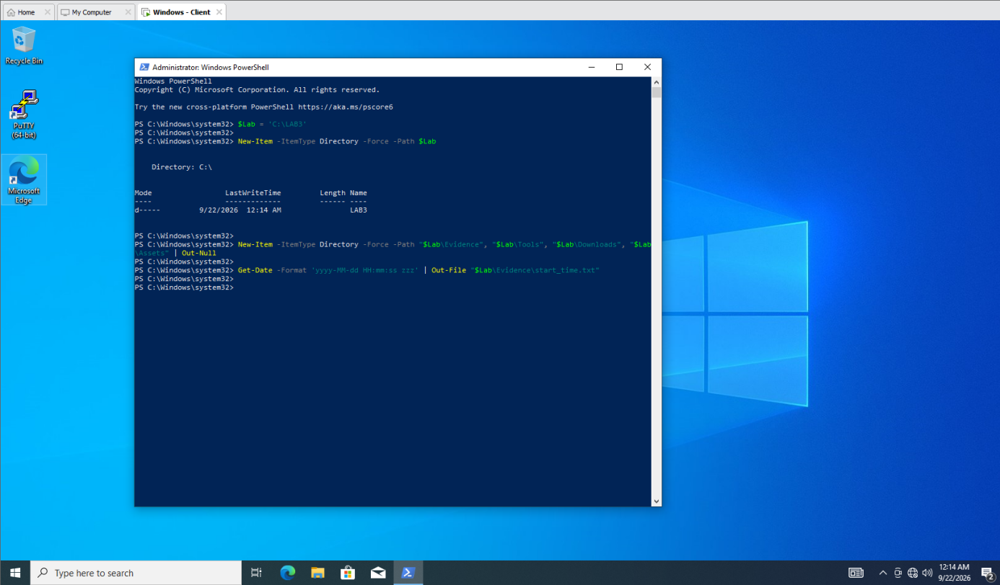 Home
My Computer
Windows - Client
Recycle Bin
PuTTY
(64-bit)
Microsoft
Edge
Administrator: Windows PowerShell
Windows PowerShell
Copyright (C) Microsoft Corporation. All rights reserved.
Try the new cross-platform PowerShell https://aka.ms/pscore6
PS C:\Windows\system32> $Lab = 'C:\LAB3'
PS C:\Windows\system32>
PS C:\Windows\system32> New-Item -ItemType Directory -Force -Path $Lab
Directory: C:\
Mode LastWriteTime Length Name
---- ------------- ------ ----
d----- 9/22/2026 12:14 AM LAB3
PS C:\Windows\system32>
PS C:\Windows\system32> New-Item -ItemType Directory -Force -Path "$Lab\Evidence", "$Lab\Tools", "$Lab\Downloads", "$Lab
\Assets" | Out-Null
PS C:\Windows\system32>
PS C:\Windows\system32> Get-Date -Format 'yyyy-MM-dd HH:mm:ss zzz' | Out-File "$Lab\Evidence\start_time.txt"
PS C:\Windows\system32>
PS C:\Windows\system32>
Type here to search
12:14 AM
9/22/2026
2